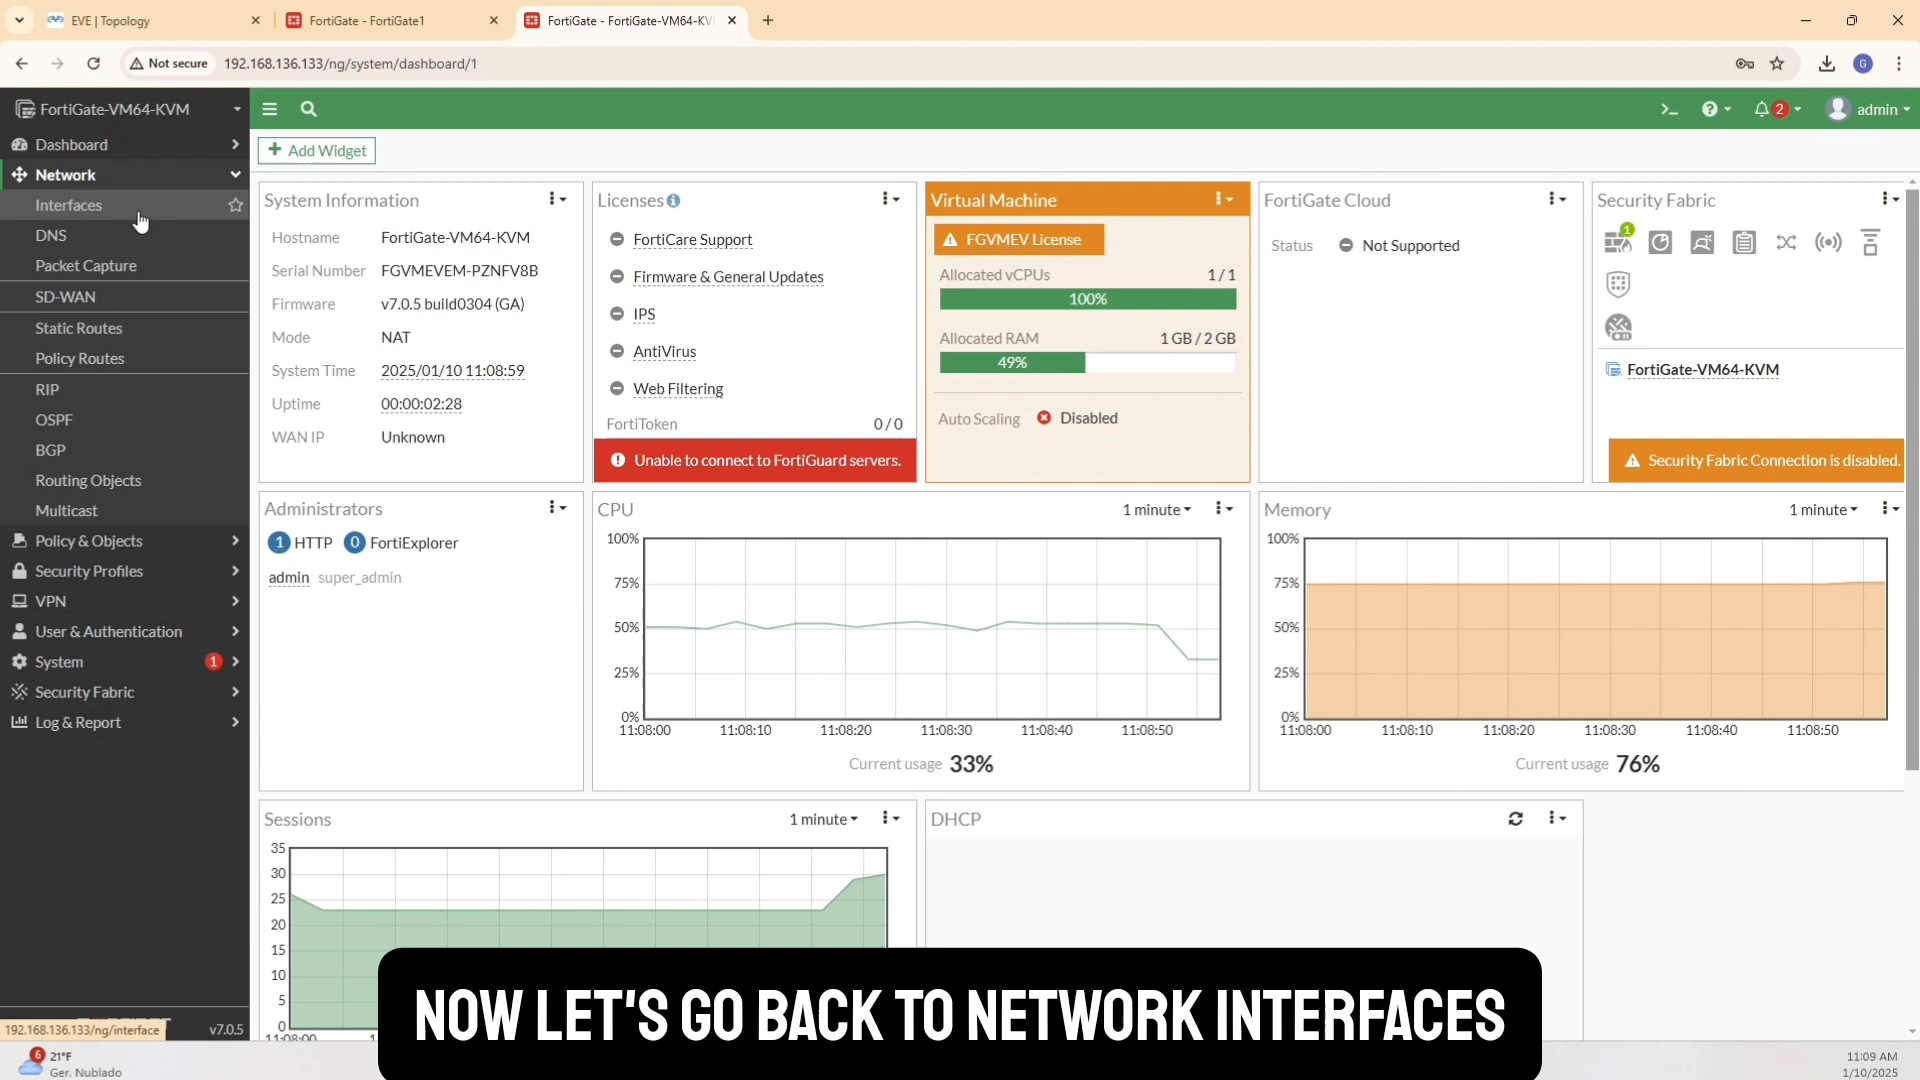 EVE | Topology
FortiGate - FortiGate1
FortiGate - FortiGate-VM64-KV
Not secure
192.168.136.133/ng/system/dashboard/1
G
FortiGate-VM64-KVM
2
admin
Dashboard
Network
Interfaces
DNS
Packet Capture
SD-WAN
Static Routes
Policy Routes
RIP
OSPF
BGP
Routing Objects
Multicast
Policy & Objects
Security Profiles
VPN
User & Authentication
System 1
Security Fabric
Log & Report
192.168.136.133/ng/interface
v7.0.5
Add Widget
System Information
Hostname FortiGate-VM64-KVM
Serial Number FGVMEVEM-PZNFV8B
Firmware v7.0.5 build0304 (GA)
Mode NAT
System Time 2025/01/10 11:08:59
Uptime 00:00:02:28
WAN IP Unknown
Licenses
FortiCare Support
Firmware & General Updates
IPS
AntiVirus
Web Filtering
FortiToken 0/0
Unable to connect to FortiGuard servers.
Virtual Machine
FGVMEV License
Allocated vCPUs 1/1
100%
Allocated RAM 1 GB / 2 GB
49%
Auto Scaling Disabled
FortiGate Cloud
Status Not Supported
Security Fabric
1
FortiGate-VM64-KVM
Security Fabric Connection is disabled.
Administrators
1 HTTP 0 FortiExplorer
admin super_admin
CPU 1 minute
100%
75%
50%
25%
0%
11:08:00 11:08:10 11:08:20 11:08:30 11:08:40 11:08:50
Current usage 33%
Memory 1 minute
100%
75%
50%
25%
0%
11:08:00 11:08:10 11:08:20 11:08:30 11:08:40 11:08:50
Current usage 76%
Sessions 1 minute
35
30
25
20
15
10
5
0
11:08:00
DHCP
NOW LET'S GO BACK TO NETWORK INTERFACES
6
21°F
Ger. Nublado
11:09 AM
1/10/2025